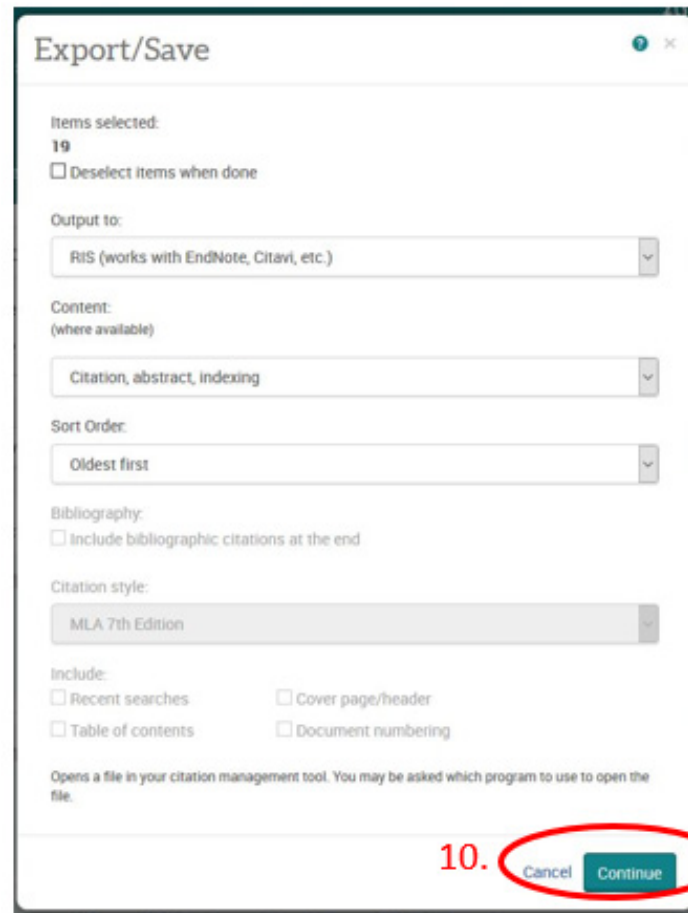 Export/Save
Items selected:
19
Deselect items when done
Output to:
RIS (works with EndNote, Citavi, etc.)
Content:
(where available)
Citation, abstract, indexing
Sort Order:
Oldest first
Bibliography:
Include bibliographic citations at the end
Citation style:
MLA 7th Edition
Include:
Recent searches Cover page/header
Table of contents Document numbering
Opens a file in your citation management tool. You may be asked which program to use to open the
file.
10. Cancel Continue